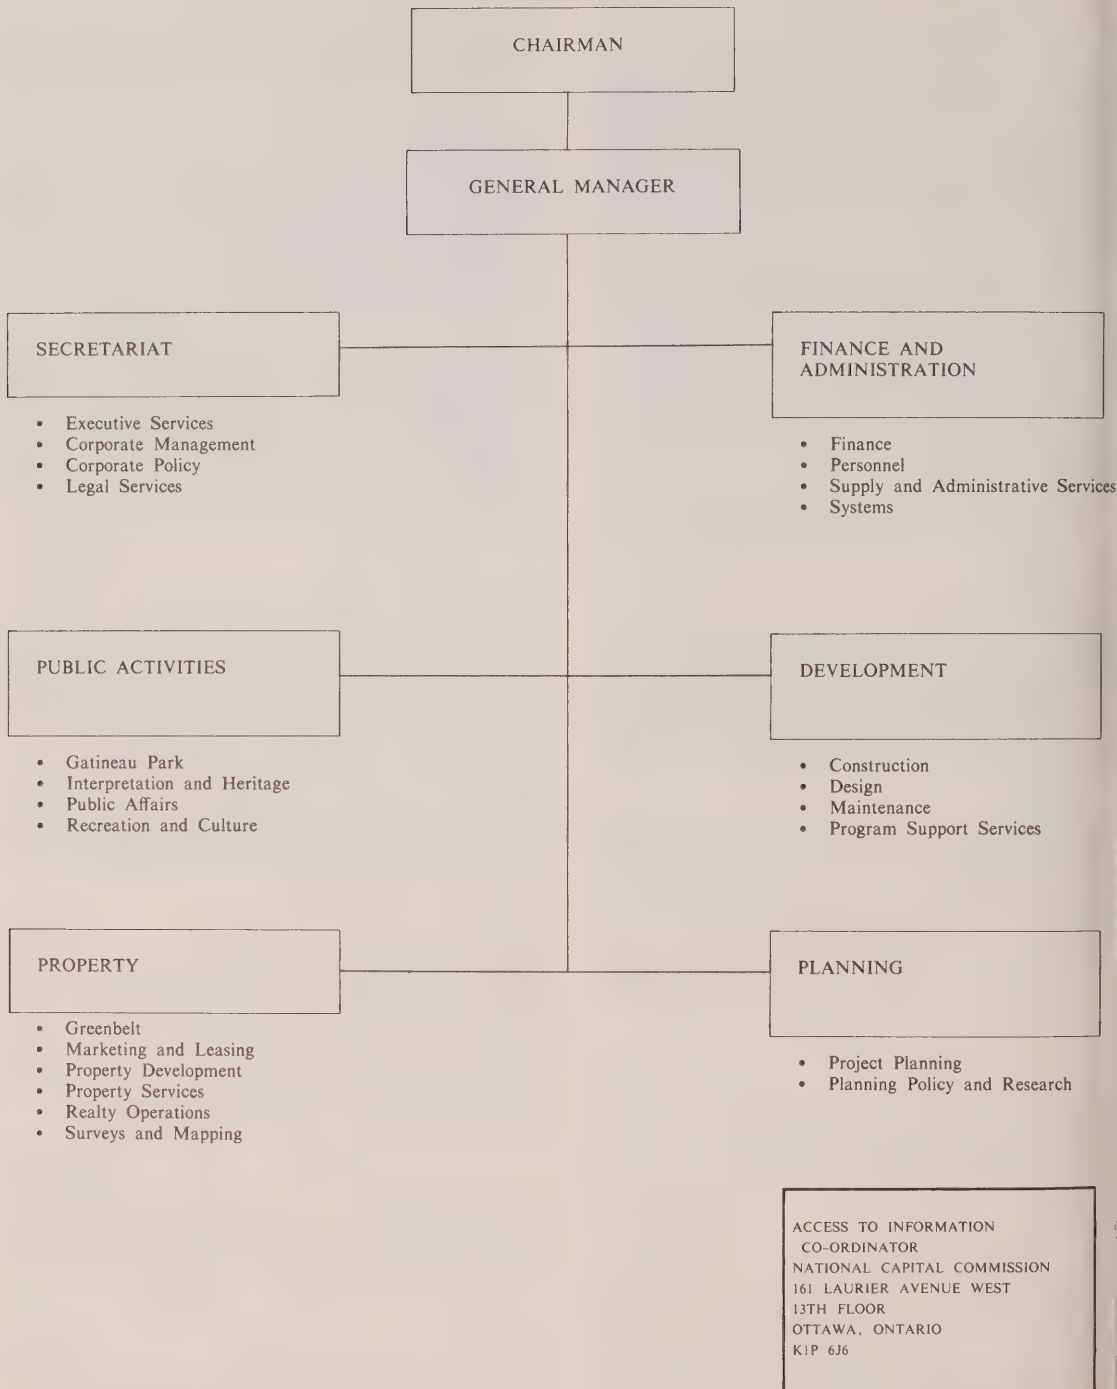 CHAIRMAN
GENERAL MANAGER
SECRETARIAT
• Executive Services
• Corporate Management
• Corporate Policy
• Legal Services
FINANCE AND
ADMINISTRATION
• Finance
• Personnel
• Supply and Administrative Services
• Systems
PUBLIC ACTIVITIES
• Gatineau Park
• Interpretation and Heritage
• Public Affairs
• Recreation and Culture
DEVELOPMENT
• Construction
• Design
• Maintenance
• Program Support Services
PROPERTY
• Greenbelt
• Marketing and Leasing
• Property Development
• Property Services
• Realty Operations
• Surveys and Mapping
PLANNING
• Project Planning
• Planning Policy and Research
ACCESS TO INFORMATION
CO-ORDINATOR
NATIONAL CAPITAL COMMISSION
161 LAURIER AVENUE WEST
13TH FLOOR
OTTAWA, ONTARIO
K1P 6J6